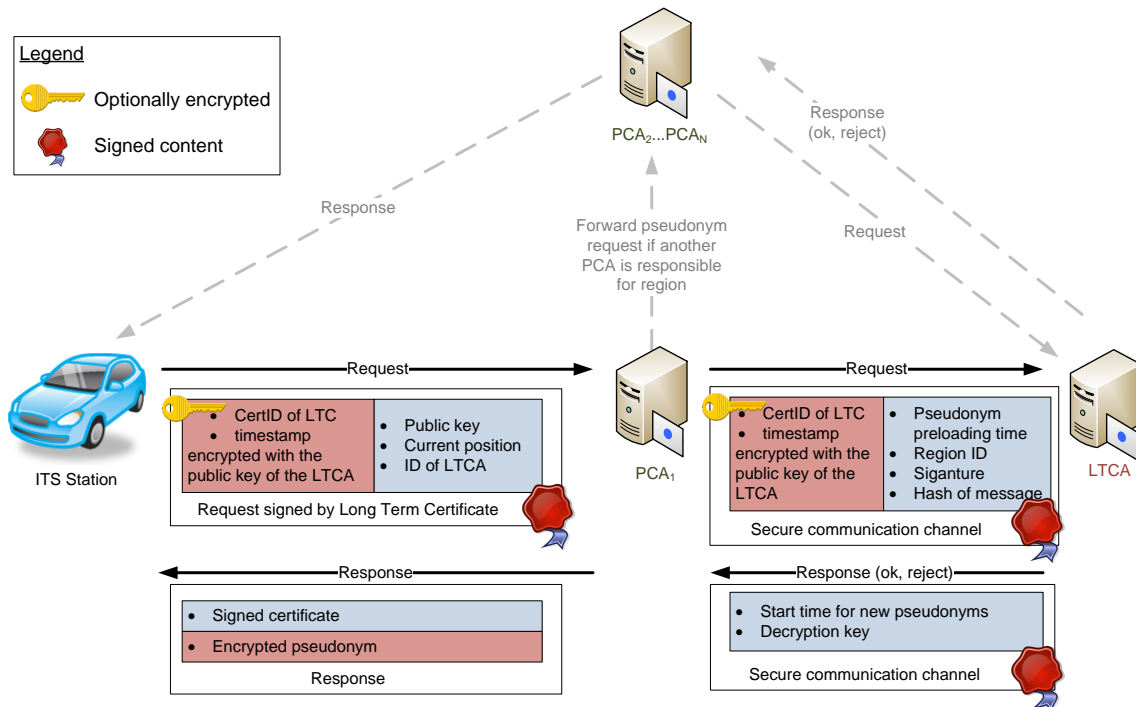 Legend
Optionally encrypted
Signed content
PCA2...PCAN
Response
(ok, reject)
Response
Request
Forward pseudonym
request if another
PCA is responsible
for region
Request
• CertID of LTC
• timestamp
encrypted with the
public key of the LTCA
• Public key
• Current position
• ID of LTCA
Request signed by Long Term Certificate
ITS Station
PCA1
Request
• CertID of LTC
• timestamp
encrypted with the
public key of the
LTCA
• Pseudonym
preloading time
• Region ID
• Siganture
• Hash of message
Secure communication channel
LTCA
Response
• Signed certificate
• Encrypted pseudonym
Response
Response (ok, reject)
• Start time for new pseudonyms
• Decryption key
Secure communication channel